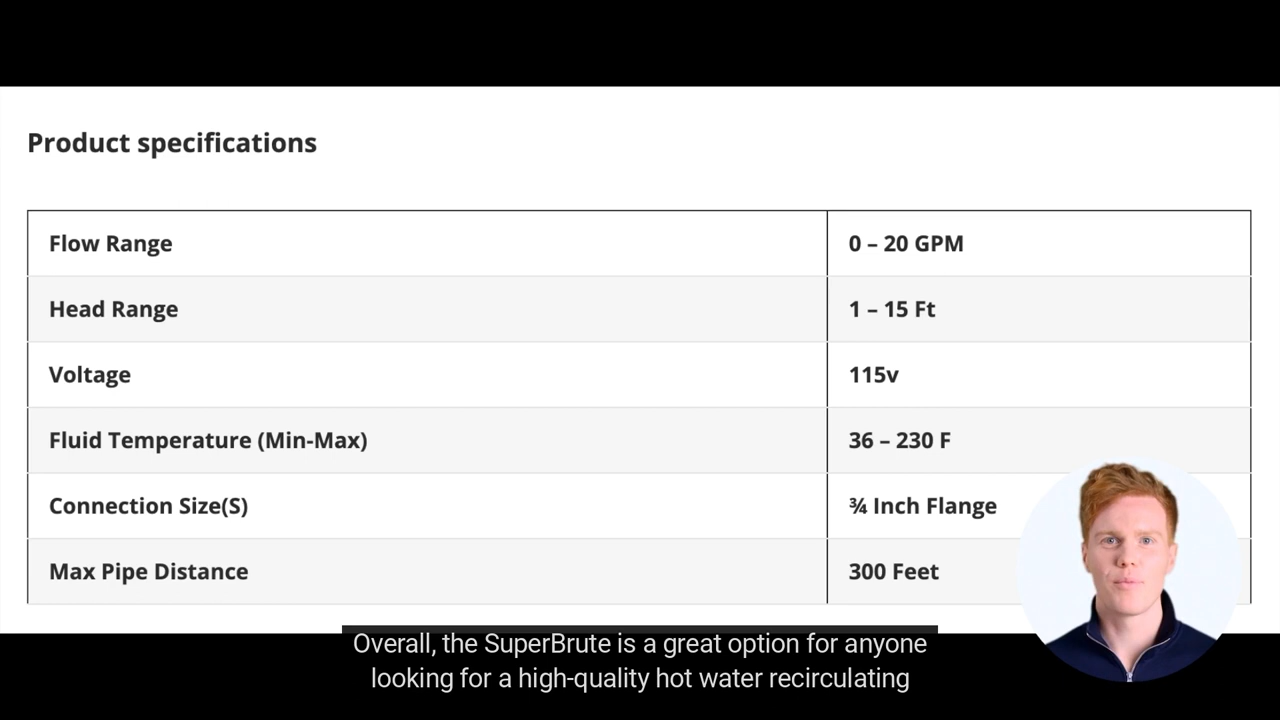 Product specifications
Flow Range 0 – 20 GPM
Head Range 1 – 15 Ft
Voltage 115v
Fluid Temperature (Min-Max) 36 – 230 F
Connection Size(S) ¾ Inch Flange
Max Pipe Distance 300 Feet
Overall, the SuperBrute is a great option for anyone
looking for a high-quality hot water recirculating